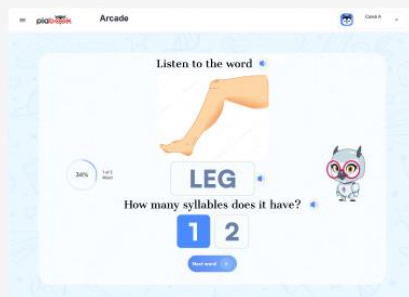 Arcade
Listen to the word
34%
LEG
How many syllables does it have?
1 2
Next word